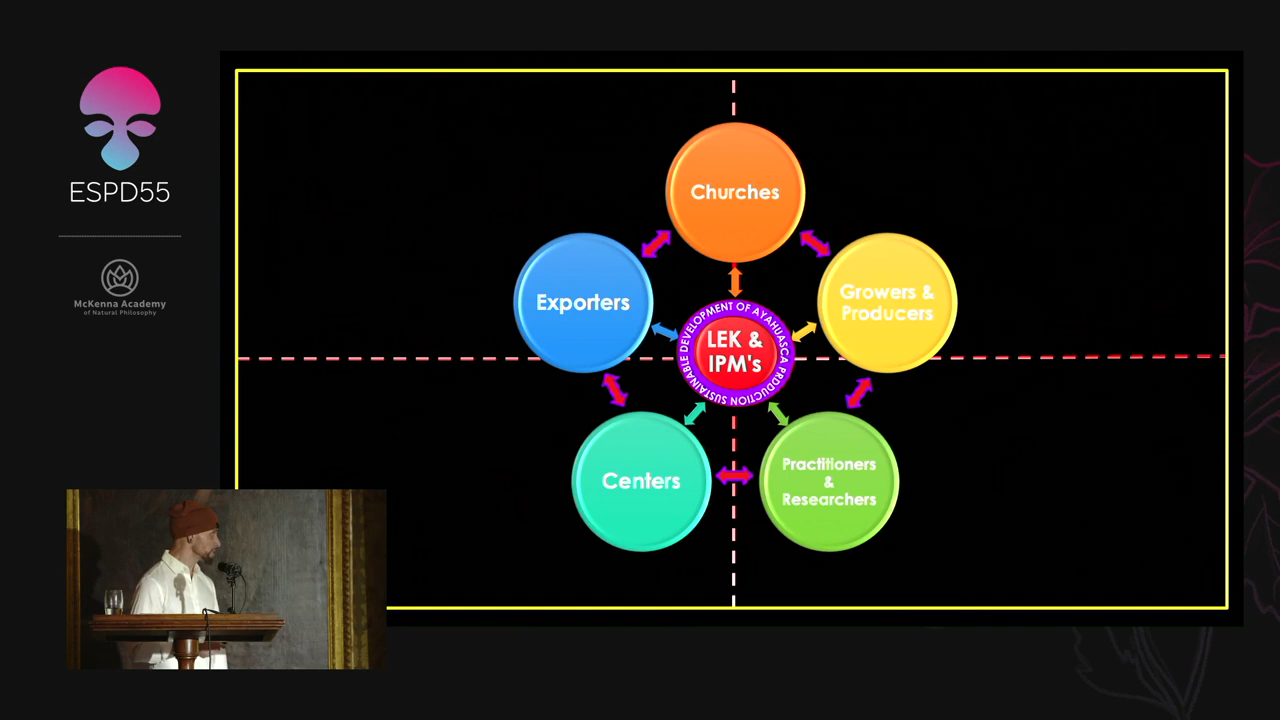 ESPD55
McKenna Academy
of Natural Philosophy
Churches
Exporters
Growers &
Producers
DEVELOPMENT OF AYAHUASCA PRDUCTION SUSTAINABLE
LEK &
IPM's
Centers
Practitioners
&
Researchers